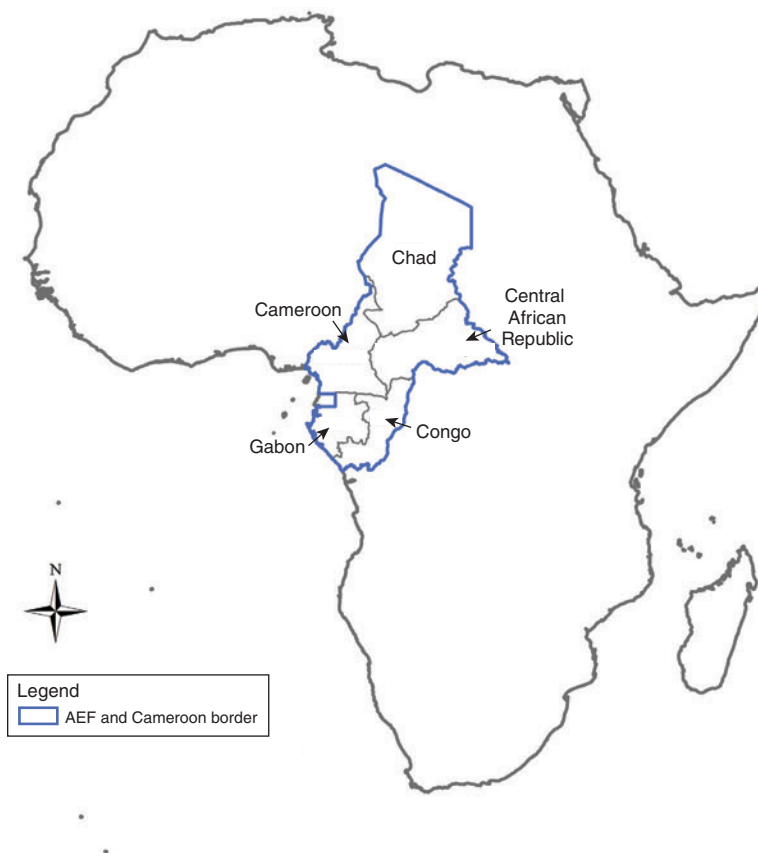 Chad
Cameroon
Central
African
Republic
Gabon
Congo
N
Legend
AEF and Cameroon border